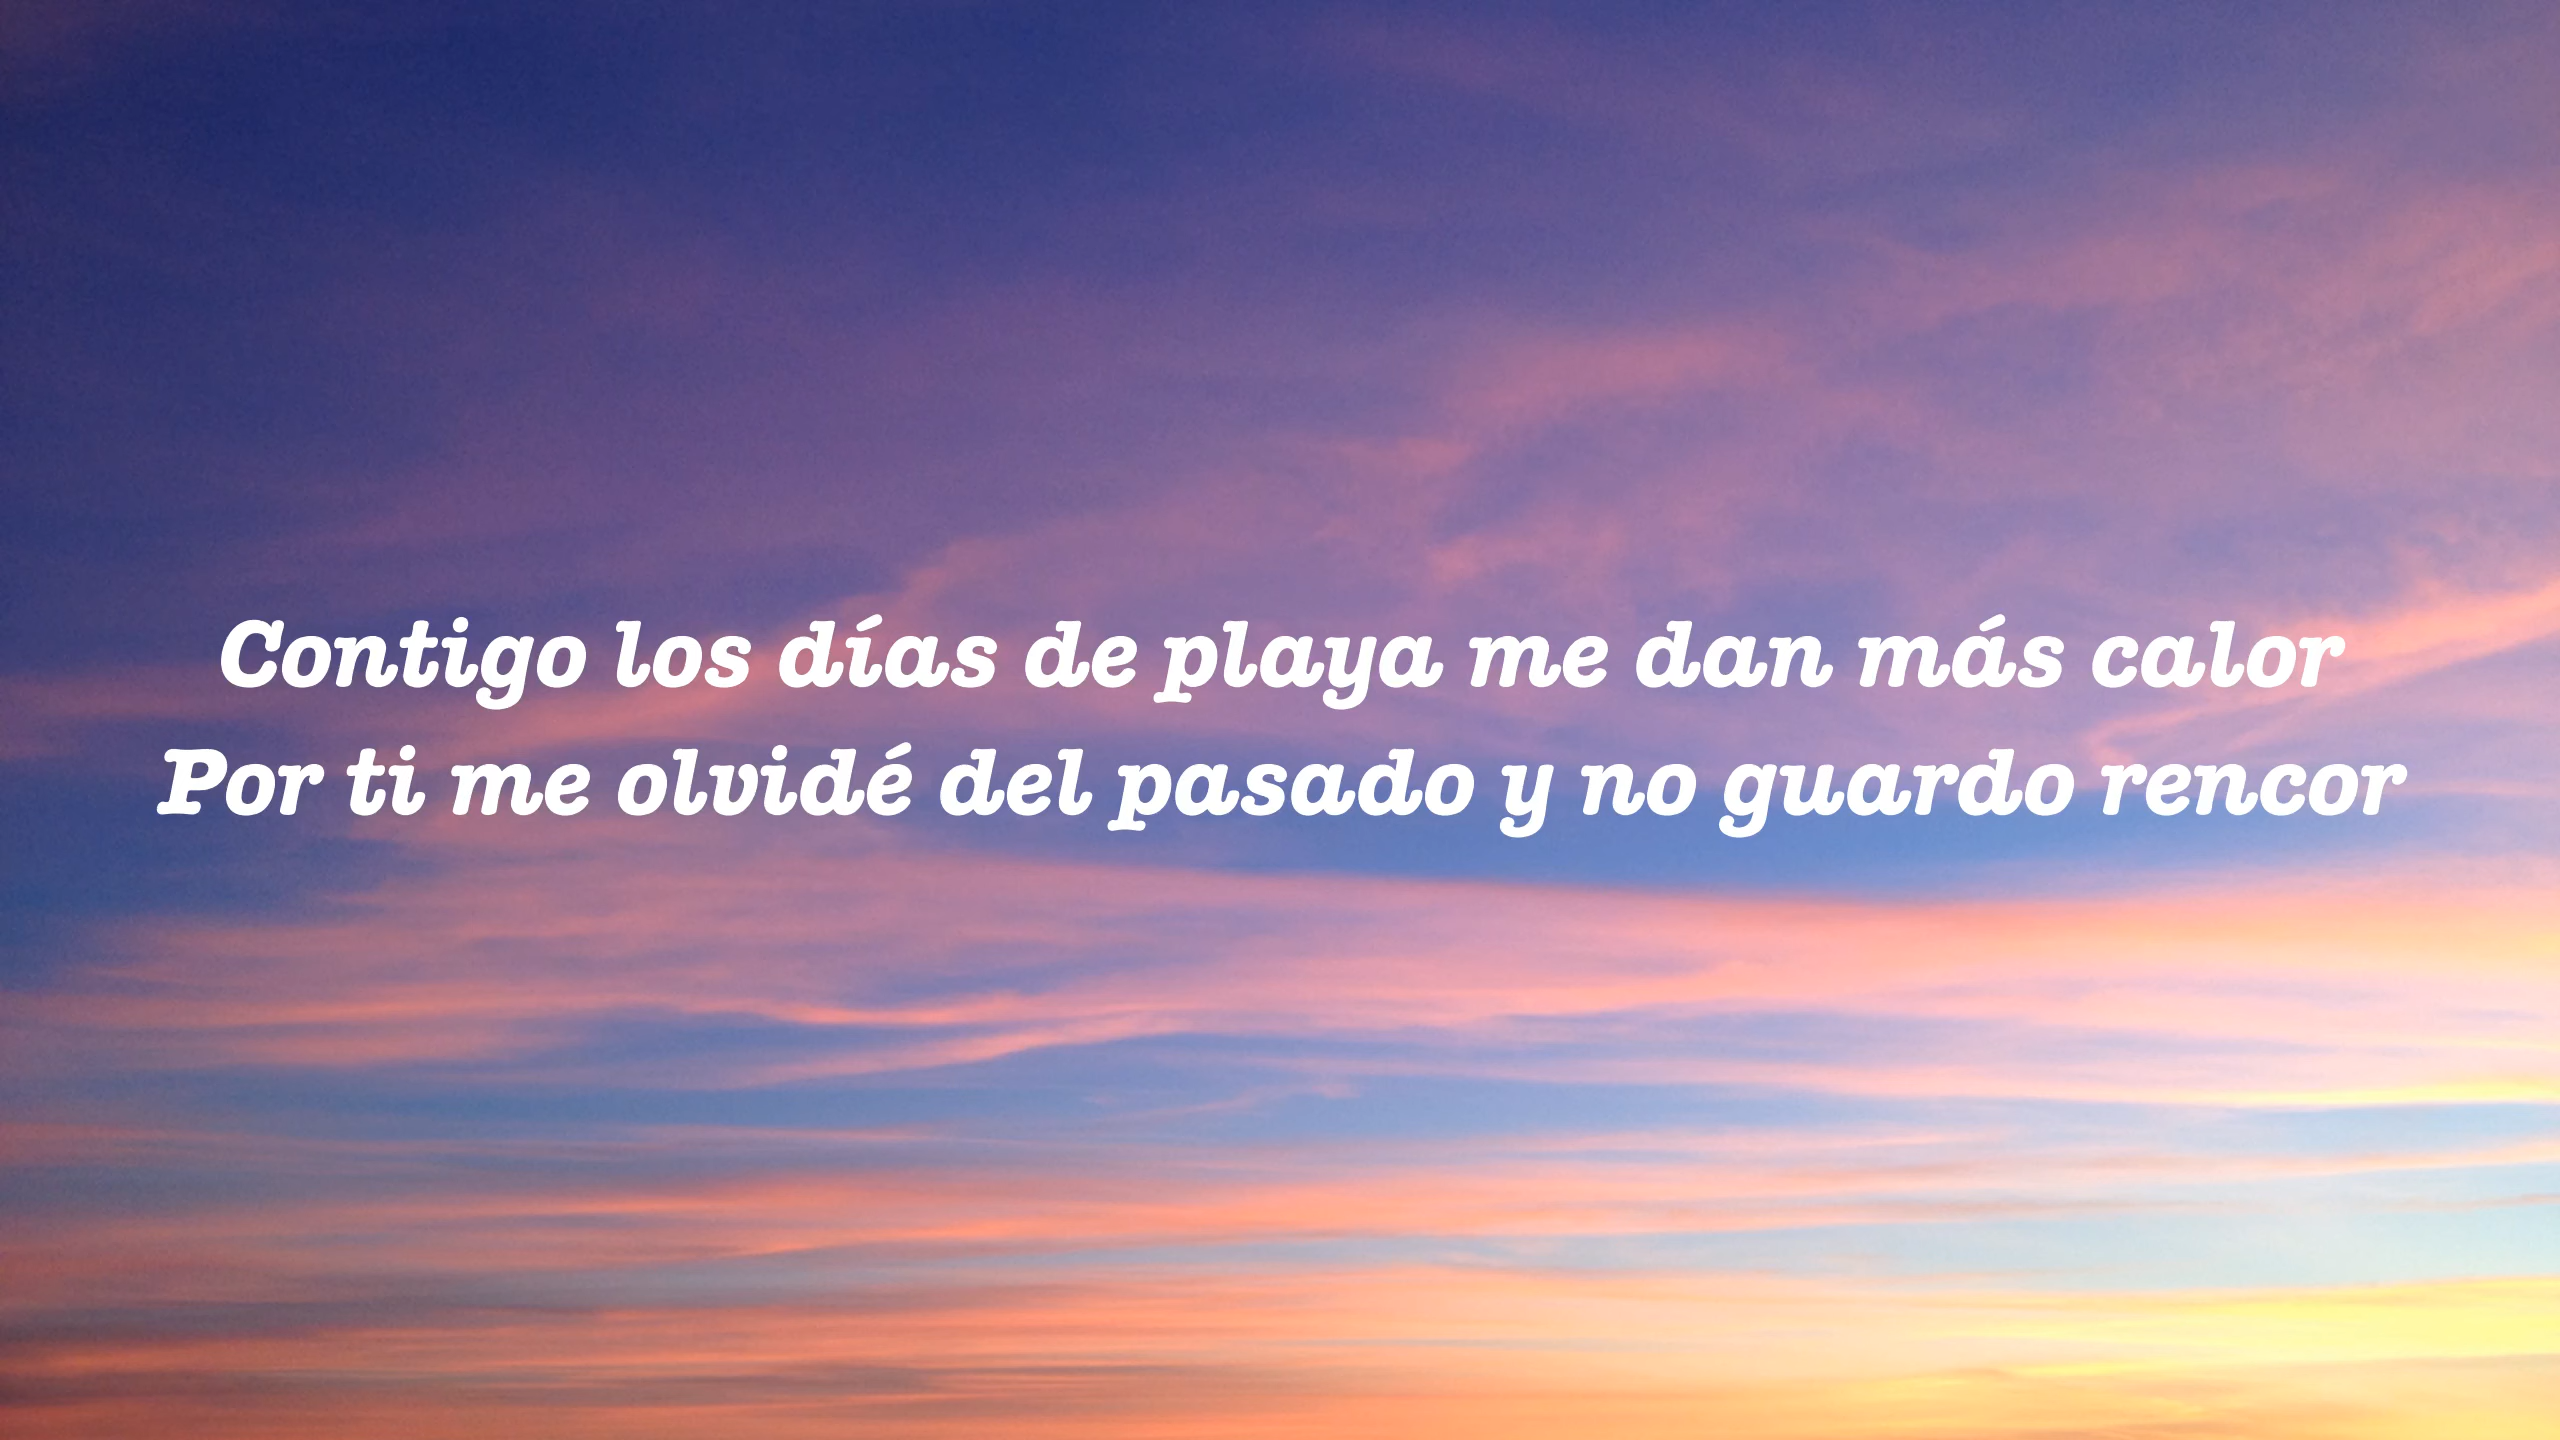 Contigo los días de playa me dan más calor
Por ti me olvidé del pasado y no guardo rencor